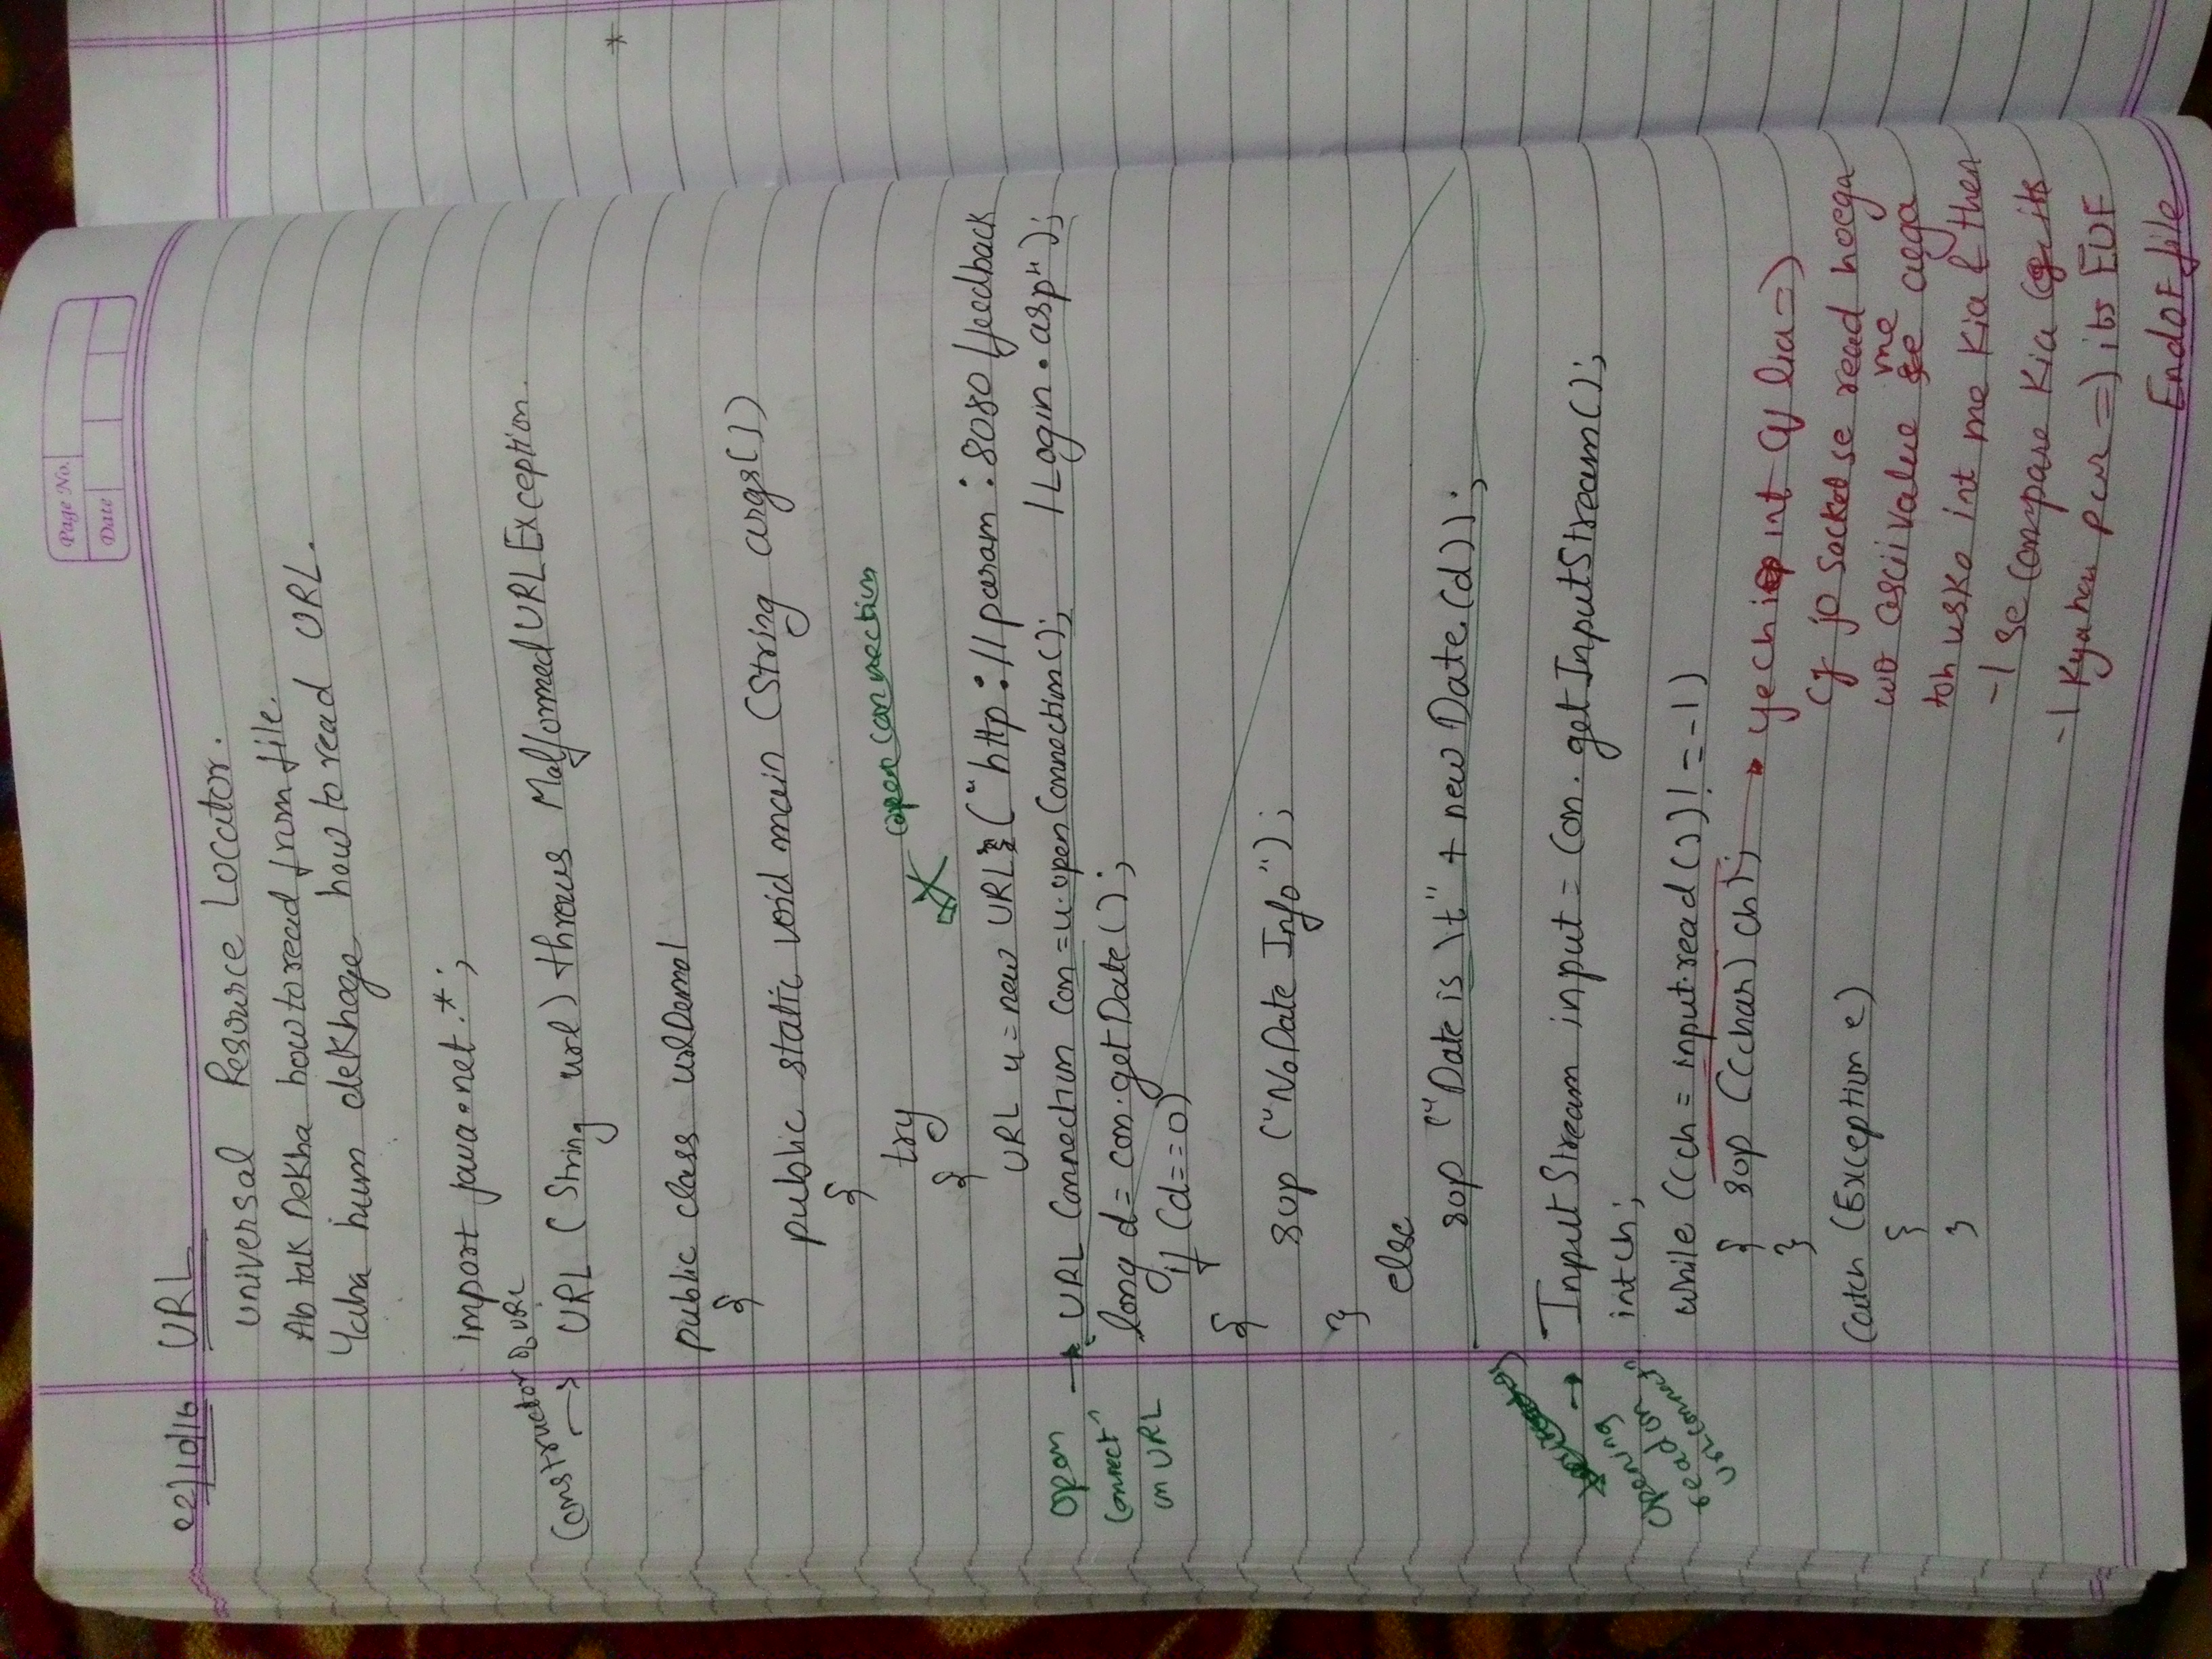 Page No.
Date
02/10/16 URL
Universal Resource Locator.
Ab tak Dekha how to read from file.
Yaha hum dekhege how to read URL.
import java.net.*;
Constructor of URL
→ URL (String url) throws MalformedURLException.
public class urlDemo1
{
public static void main (String args[])
{
try
open connection
{
URL u = new URL ("http://param:8080/feedback
/Login.asp");
Open connect^n on URL → URL Connection Con = u.openConnection();
long d = con.getDate();
if (d==0)
{
sop ("No Date Info");
}
else
sop ("Date is \t" + new Date.(d));
Opening read on URL connect^n → InputStream input = Con.getInputStream();
int ch;
while ((ch = input.read())!=-1)
{ sop ((char) ch);
}
catch (Exception e)
{
}
ye ch int lia =>
jo Socket se read hoega
wo ascii value me aega
toh usko int me kia & then
-1 se compare kia
-1 kya hai => its EOF
End OF file
*